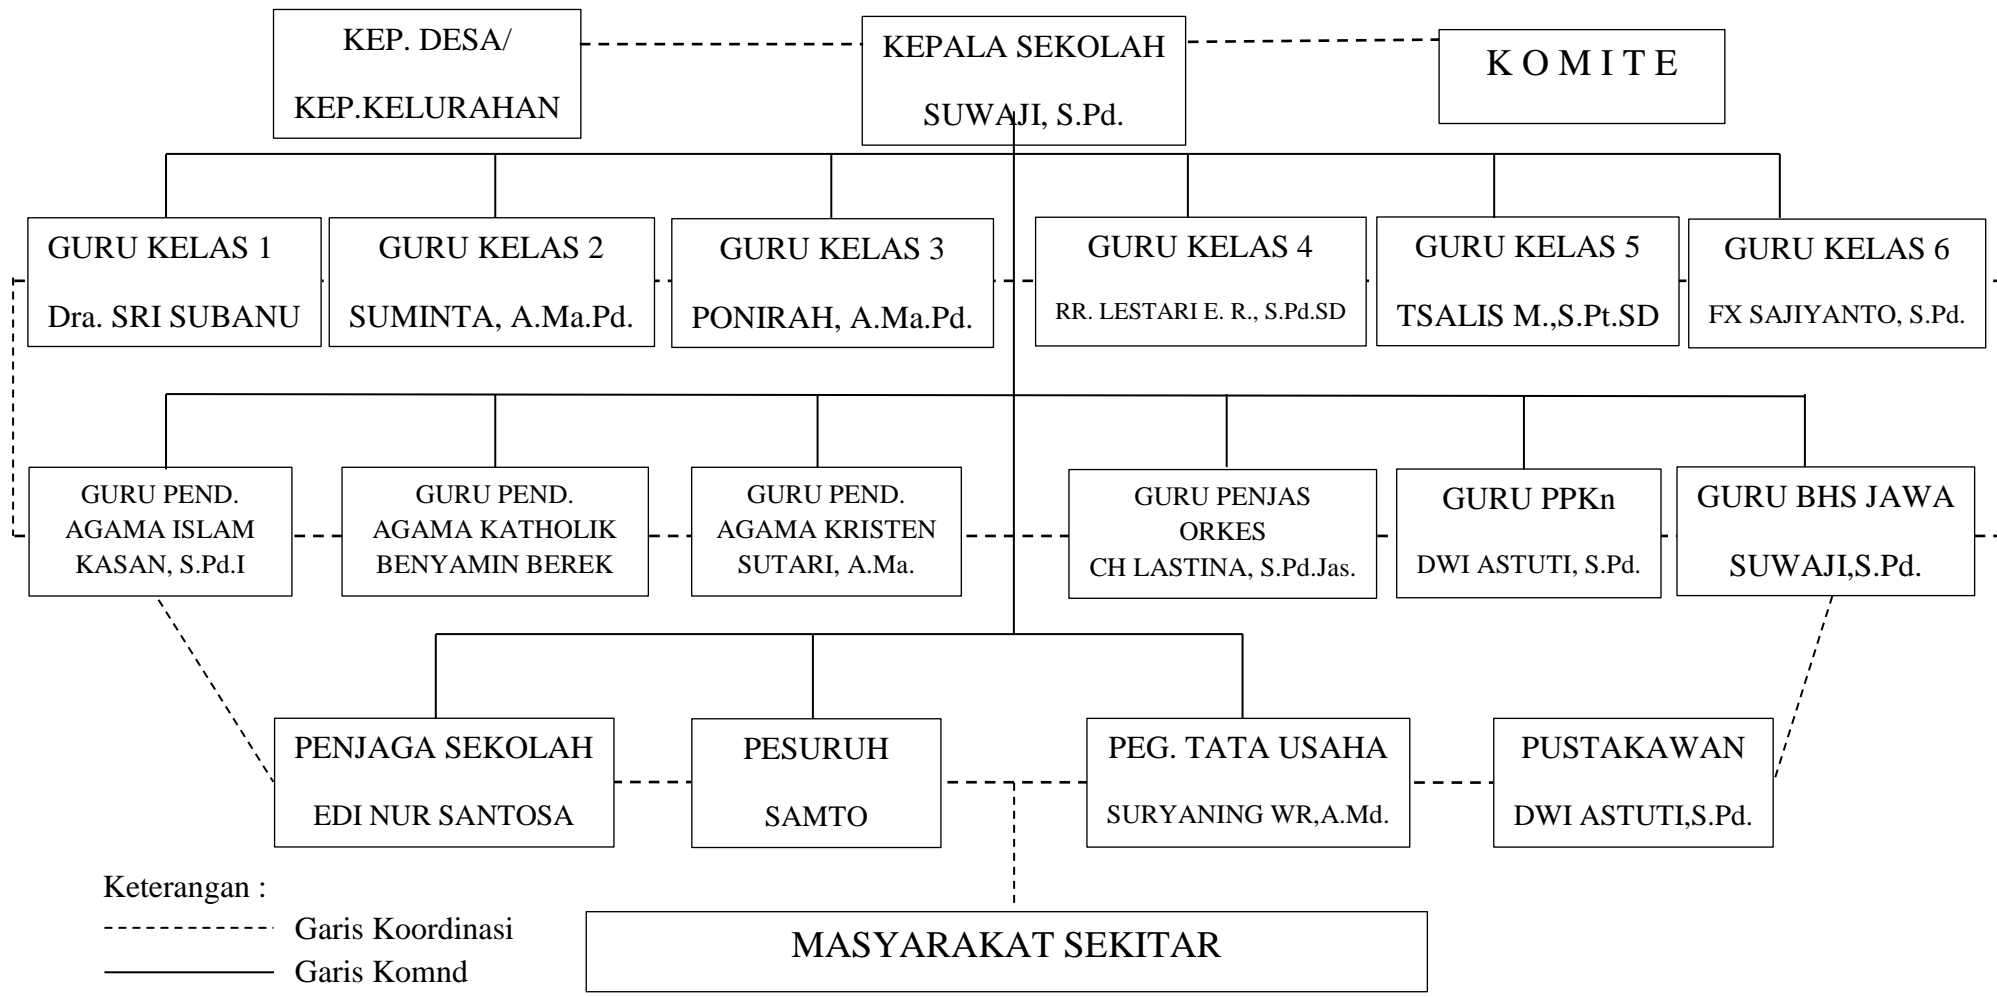 KEP. DESA/
KEP.KELURAHAN
KEPALA SEKOLAH
SUWAJI, S.Pd.
K O M I T E
GURU KELAS 1
Dra. SRI SUBANU
GURU KELAS 2
SUMINTA, A.Ma.Pd.
GURU KELAS 3
PONIRAH, A.Ma.Pd.
GURU KELAS 4
RR. LESTARI E. R., S.Pd.SD
GURU KELAS 5
TSALIS M.,S.Pt.SD
GURU KELAS 6
FX SAJIYANTO, S.Pd.
GURU PEND.
AGAMA ISLAM
KASAN, S.Pd.I
GURU PEND.
AGAMA KATHOLIK
BENYAMIN BEREK
GURU PEND.
AGAMA KRISTEN
SUTARI, A.Ma.
GURU PENJAS
ORKES
CH LASTINA, S.Pd.Jas.
GURU PPKn
DWI ASTUTI, S.Pd.
GURU BHS JAWA
SUWAJI,S.Pd.
PENJAGA SEKOLAH
EDI NUR SANTOSA
PESURUH
SAMTO
PEG. TATA USAHA
SURYANING WR,A.Md.
PUSTAKAWAN
DWI ASTUTI,S.Pd.
Keterangan :
Garis Koordinasi
Garis Komnd
MASYARAKAT SEKITAR